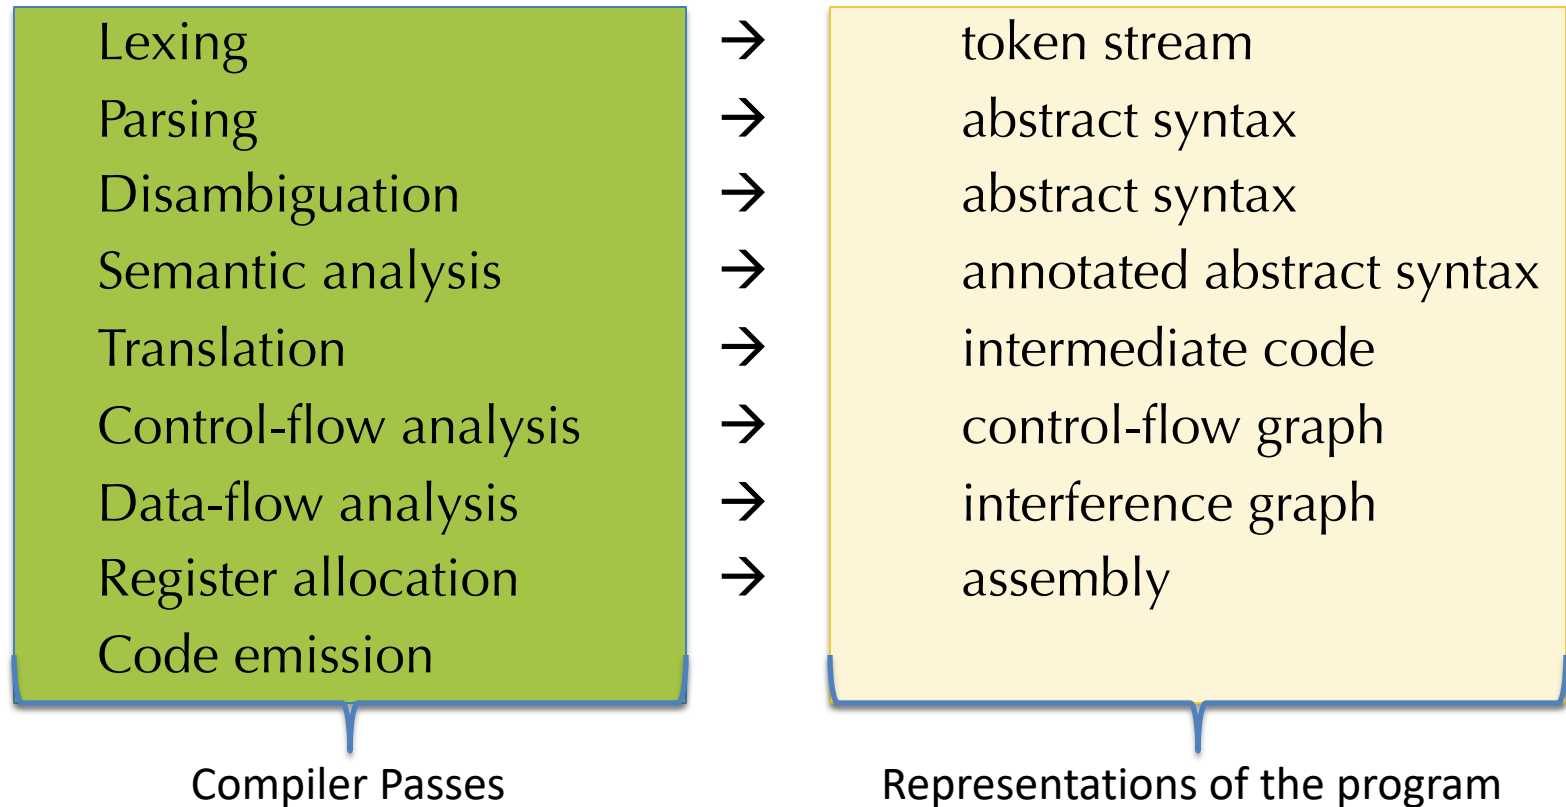 Lexing → token stream
Parsing → abstract syntax
Disambiguation → abstract syntax
Semantic analysis → annotated abstract syntax
Translation → intermediate code
Control-flow analysis → control-flow graph
Data-flow analysis → interference graph
Register allocation → assembly
Code emission
Compiler Passes Representations of the program